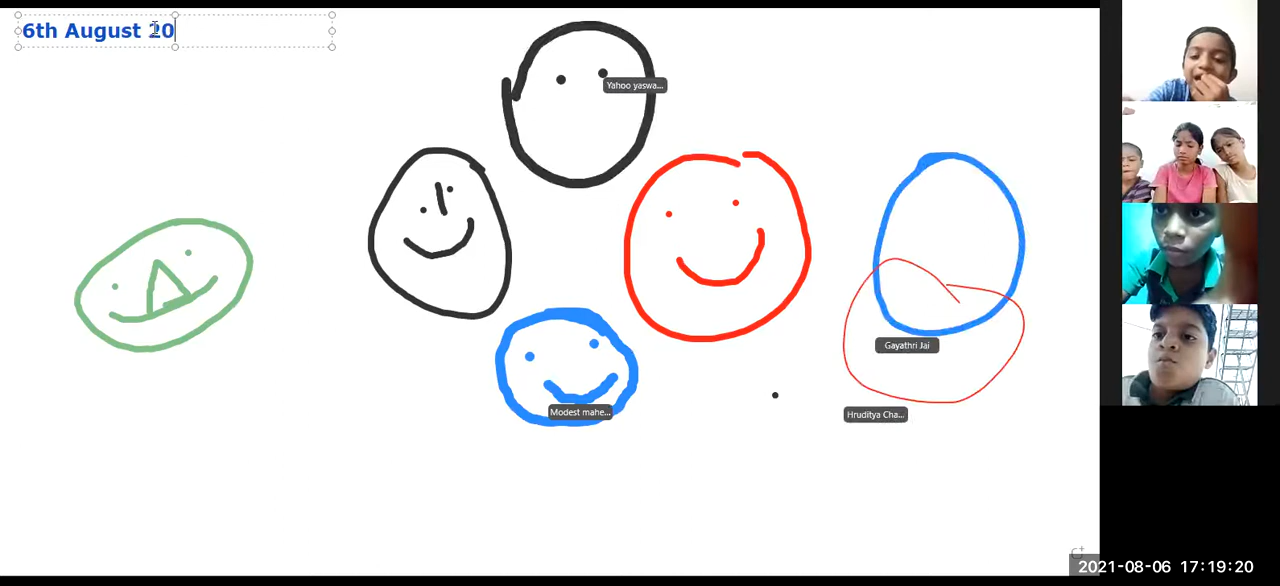 6th August 20
Yahoo yaswa...
Gayathri Jai
Modest mahe...
Hruditya Cha...
2021-08-06 17:19:20